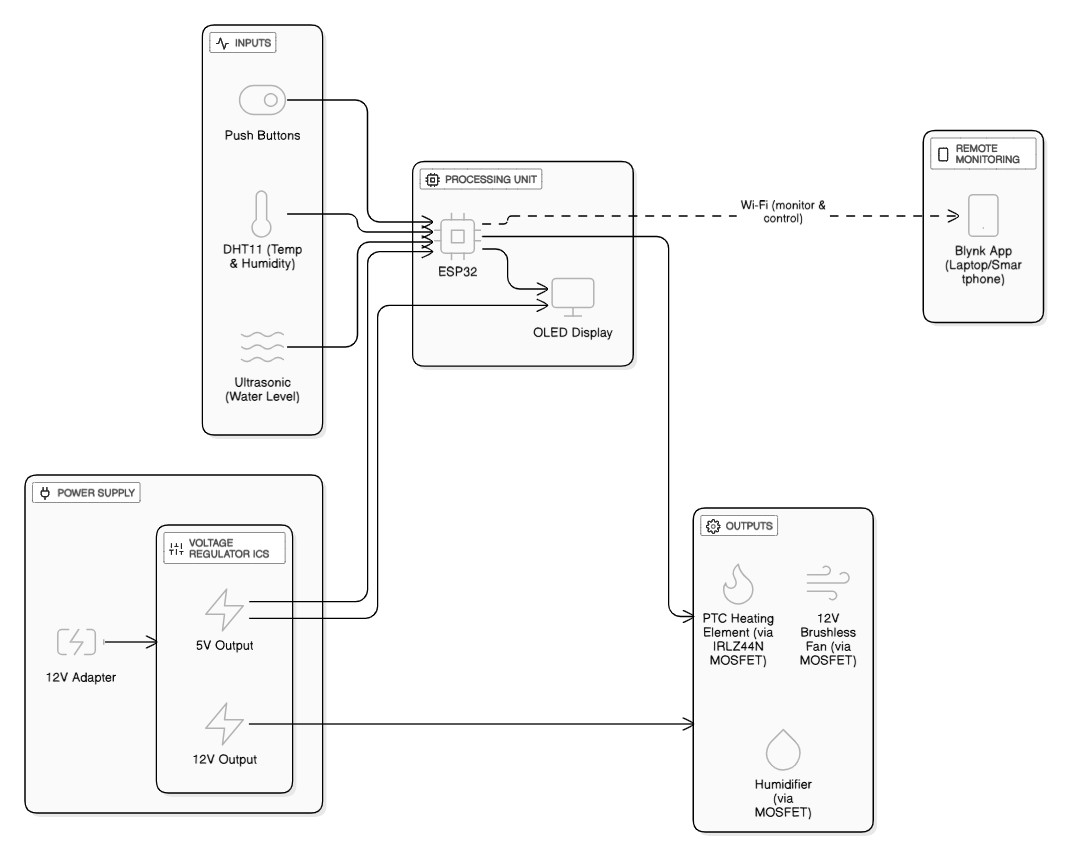 INPUTS
Push Buttons
DHT11 (Temp
& Humidity)
Ultrasonic
(Water Level)
PROCESSING UNIT
ESP32
OLED Display
Wi-Fi (monitor &
control)
REMOTE
MONITORING
Blynk App
(Laptop/Smar
tphone)
POWER SUPPLY
12V Adapter
VOLTAGE
REGULATOR ICS
5V Output
12V Output
OUTPUTS
PTC Heating
Element (via
IRLZ44N
MOSFET)
12V
Brushless
Fan (via
MOSFET)
Humidifier
(via
MOSFET)